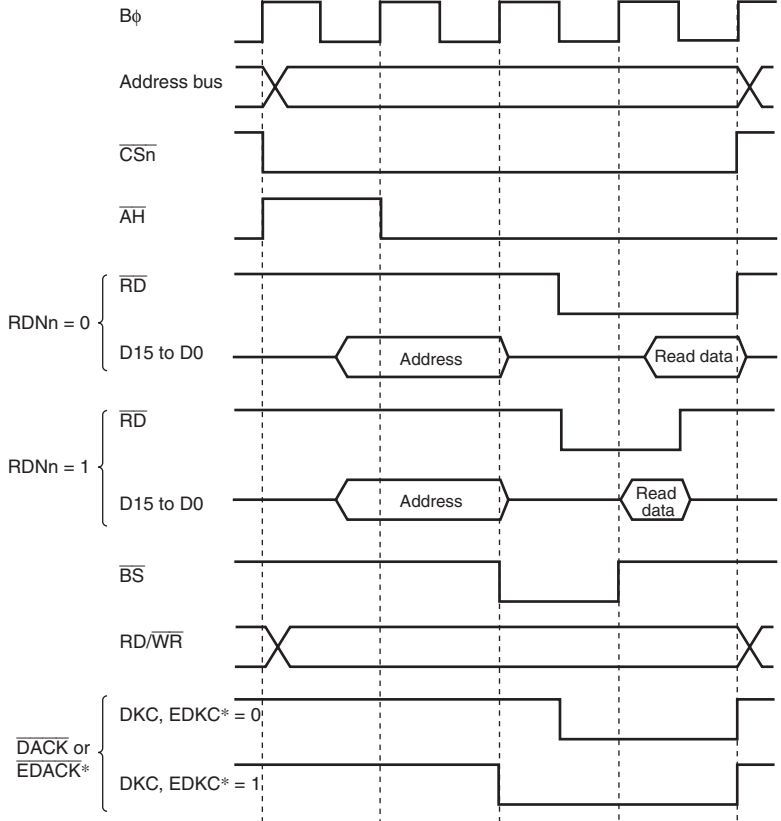 Bϕ
Address bus
CSn
AH
RD
RDNn = 0
D15 to D0
Address
Read data
RD
RDNn = 1
D15 to D0
Address
Read
data
BS
RD/WR
DKC, EDKC* = 0
DACK or
EDACK*
DKC, EDKC* = 1